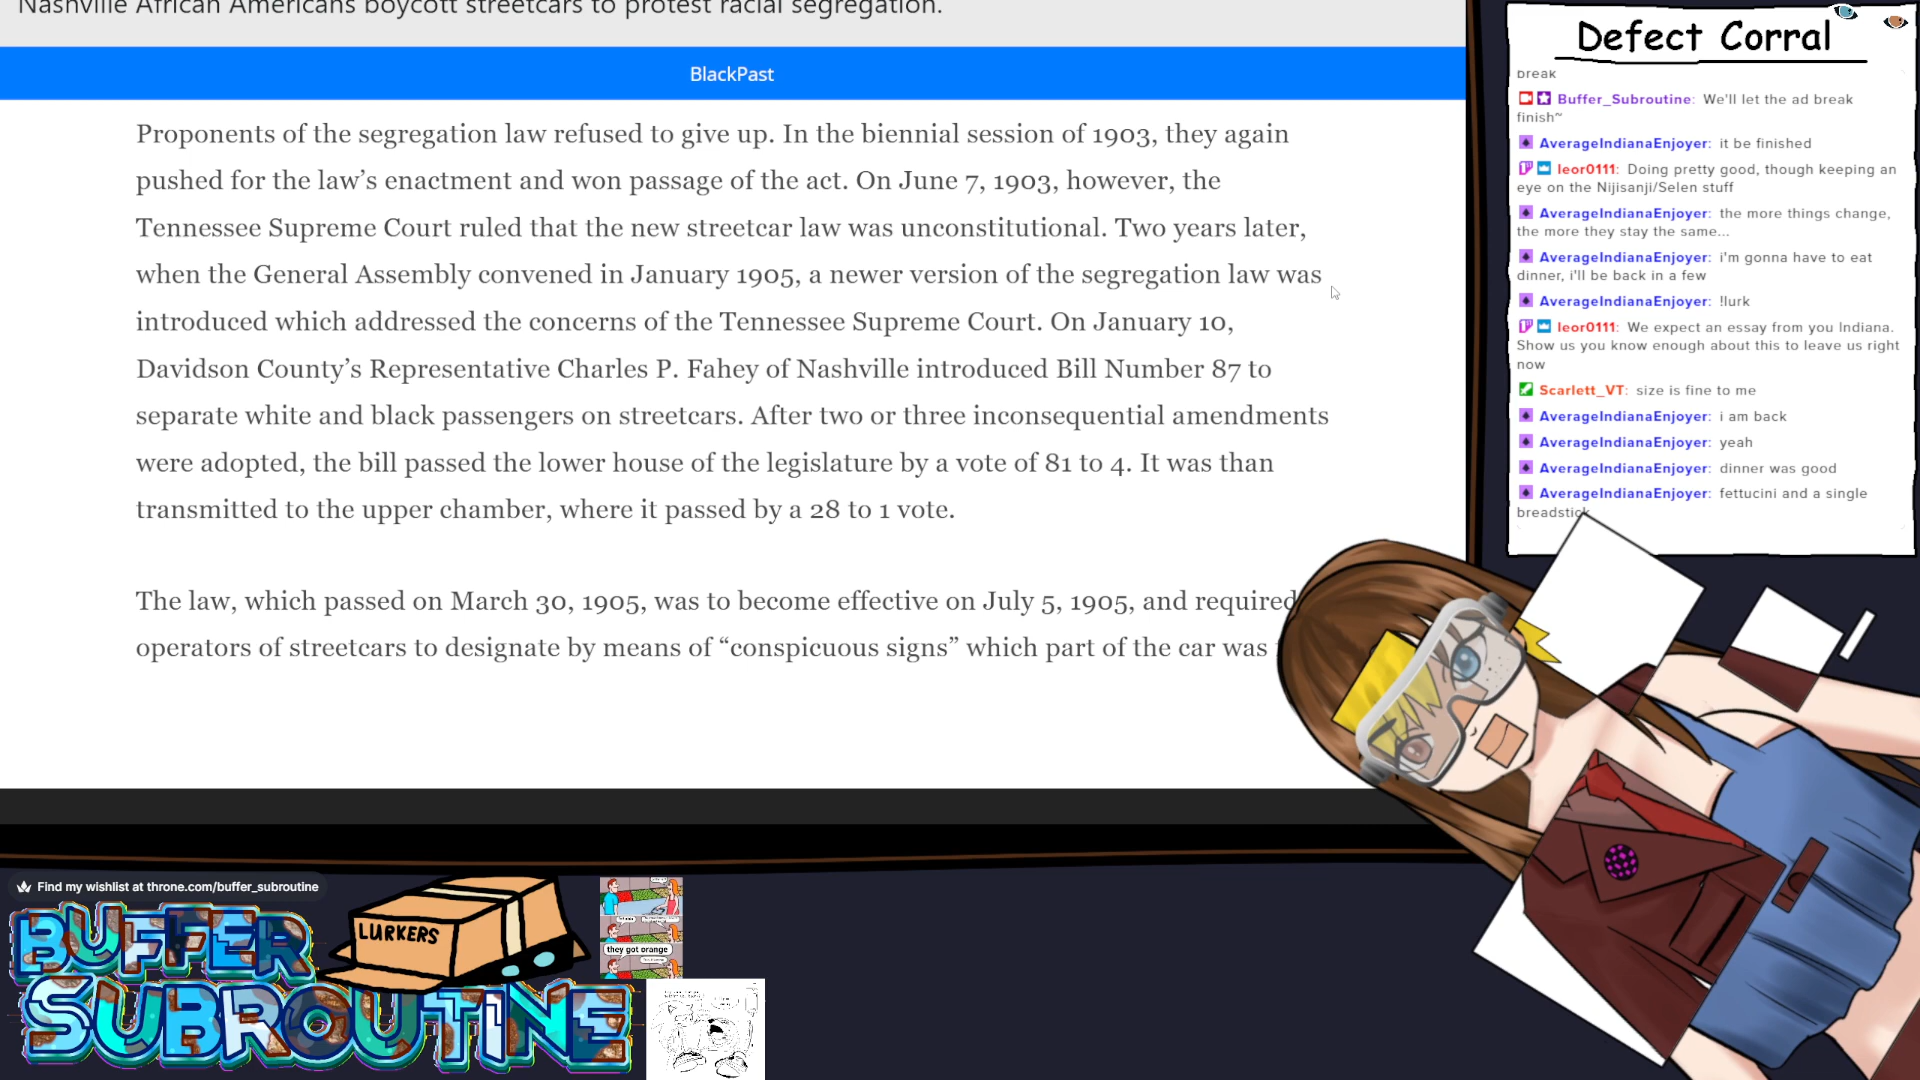 Nashville African Americans boycott streetcars to protest racial segregation.
BlackPast
Proponents of the segregation law refused to give up. In the biennial session of 1903, they again
pushed for the law’s enactment and won passage of the act. On June 7, 1903, however, the
Tennessee Supreme Court ruled that the new streetcar law was unconstitutional. Two years later,
when the General Assembly convened in January 1905, a newer version of the segregation law was
introduced which addressed the concerns of the Tennessee Supreme Court. On January 10,
Davidson County’s Representative Charles P. Fahey of Nashville introduced Bill Number 87 to
separate white and black passengers on streetcars. After two or three inconsequential amendments
were adopted, the bill passed the lower house of the legislature by a vote of 81 to 4. It was than
transmitted to the upper chamber, where it passed by a 28 to 1 vote.
The law, which passed on March 30, 1905, was to become effective on July 5, 1905, and required
operators of streetcars to designate by means of “conspicuous signs” which part of the car was
Defect Corral
break
Buffer_Subroutine: We'll let the ad break
finish~
AverageIndianaEnjoyer: it be finished
leor0111: Doing pretty good, though keeping an
eye on the Nijisanji/Selen stuff
AverageIndianaEnjoyer: the more things change,
the more they stay the same...
AverageIndianaEnjoyer: i'm gonna have to eat
dinner, i'll be back in a few
AverageIndianaEnjoyer: !lurk
leor0111: We expect an essay from you Indiana.
Show us you know enough about this to leave us right
now
Scarlett_VT: size is fine to me
AverageIndianaEnjoyer: i am back
AverageIndianaEnjoyer: yeah
AverageIndianaEnjoyer: dinner was good
AverageIndianaEnjoyer: fettucini and a single
breadstick
Find my wishlist at throne.com/buffer_subroutine
BUFFER
SUBROUTINE
LURKERS
they got orange